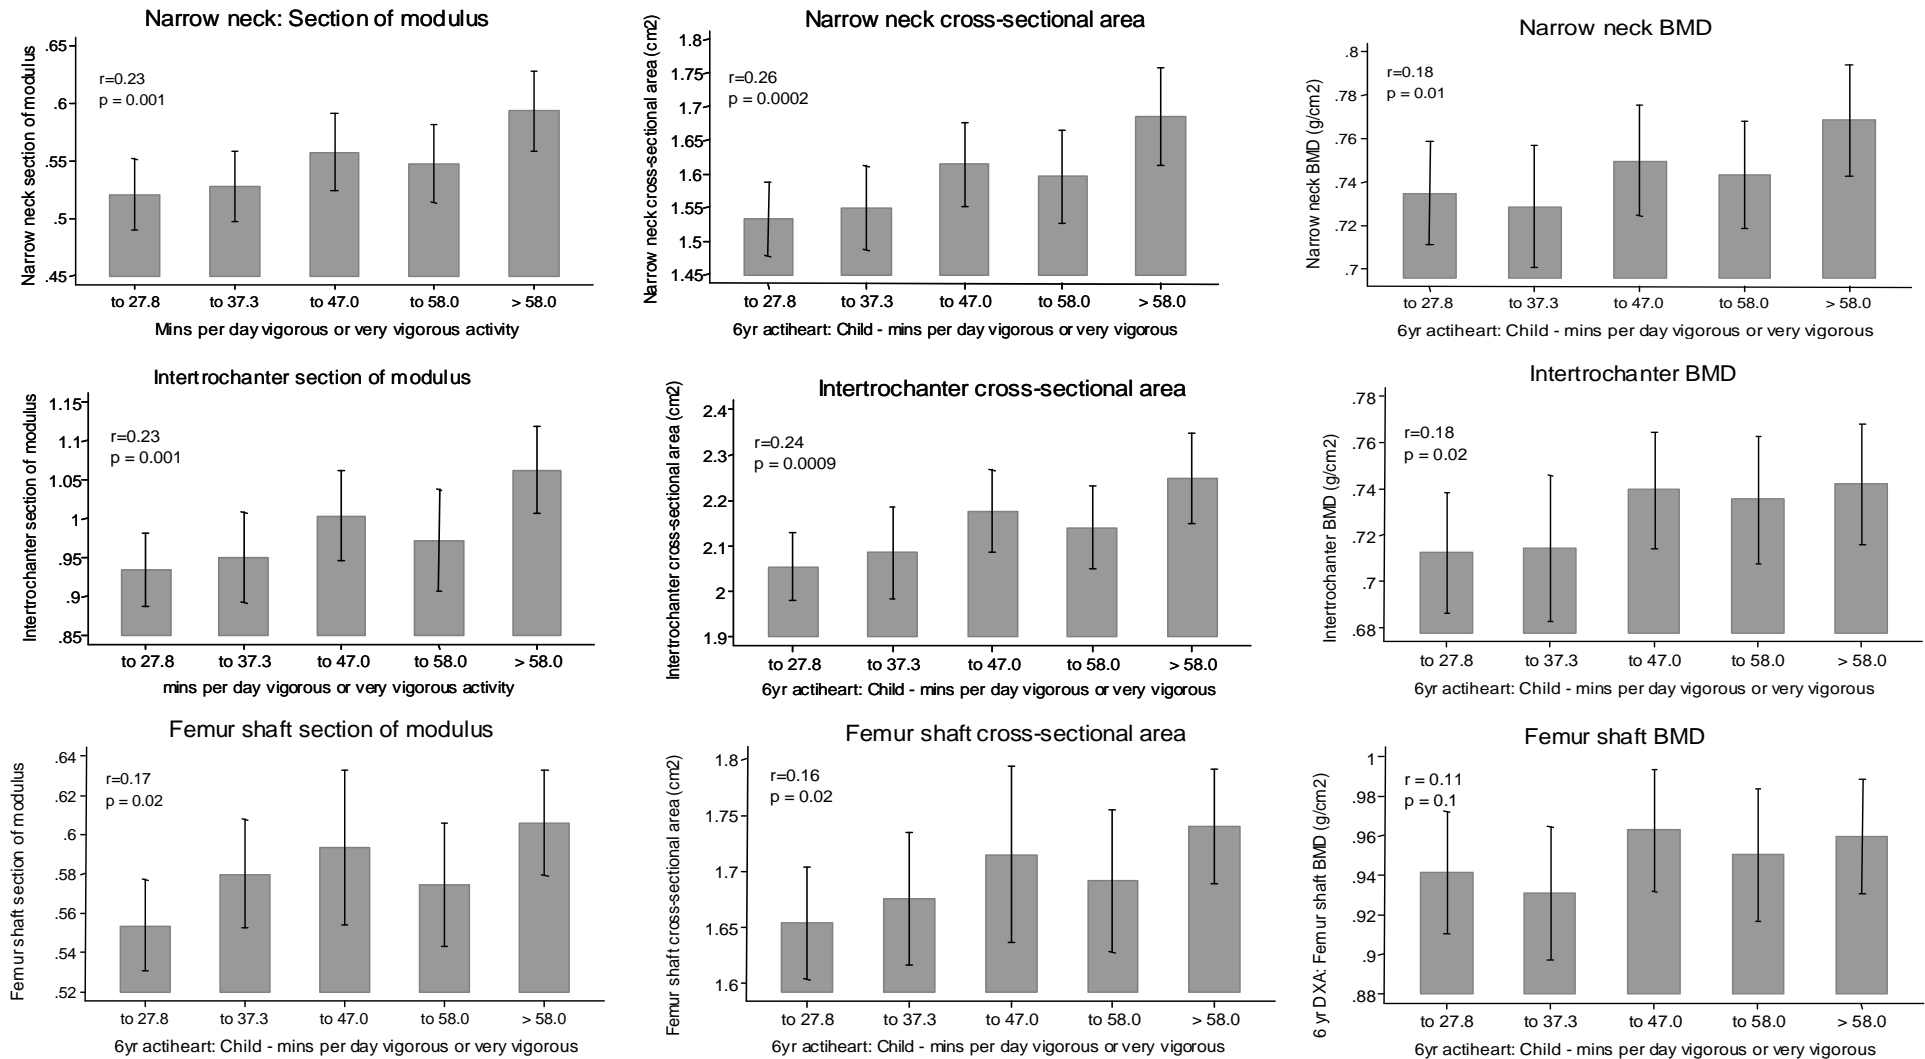 Narrow neck: Section of modulus
Narrow neck section of modulus
.65
.6
.55
.5
.45
r=0.23
p = 0.001
to 27.8
to 37.3
to 47.0
to 58.0
> 58.0
Mins per day vigorous or very vigorous activity
Narrow neck cross-sectional area
Narrow neck cross-sectional area (cm2)
1.8
1.75
1.7
1.65
1.6
1.55
1.5
1.45
r=0.26
p = 0.0002
to 27.8
to 37.3
to 47.0
to 58.0
> 58.0
6yr actiheart: Child - mins per day vigorous or very vigorous
Narrow neck BMD
Narrow neck BMD (g/cm2)
.8
.78
.76
.74
.72
.7
r=0.18
p = 0.01
to 27.8
to 37.3
to 47.0
to 58.0
> 58.0
6yr actiheart: Child - mins per day vigorous or very vigorous
Intertrochanter section of modulus
Intertrochanter section of modulus
1.15
1.1
1.05
1
.95
.9
.85
r=0.23
p = 0.001
to 27.8
to 37.3
to 47.0
to 58.0
> 58.0
mins per day vigorous or very vigorous activity
Intertrochanter cross-sectional area
Intertrochanter cross-sectional area (cm2)
2.4
2.3
2.2
2.1
2
1.9
r=0.24
p = 0.0009
to 27.8
to 37.3
to 47.0
to 58.0
> 58.0
6yr actiheart: Child - mins per day vigorous or very vigorous
Intertrochanter BMD
Intertrochanter BMD (g/cm2)
.78
.76
.74
.72
.7
.68
r=0.18
p = 0.02
to 27.8
to 37.3
to 47.0
to 58.0
> 58.0
6yr actiheart: Child - mins per day vigorous or very vigorous
Femur shaft section of modulus
Femur shaft section of modulus
.64
.62
.6
.58
.56
.54
.52
r=0.17
p = 0.02
to 27.8
to 37.3
to 47.0
to 58.0
> 58.0
6yr actiheart: Child - mins per day vigorous or very vigorous
Femur shaft cross-sectional area
Femur shaft cross-sectional area (cm2)
1.8
1.75
1.7
1.65
1.6
r=0.16
p = 0.02
to 27.8
to 37.3
to 47.0
to 58.0
> 58.0
6yr actiheart: Child - mins per day vigorous or very vigorous
Femur shaft BMD
6 yr DXA: Femur shaft BMD (g/cm2)
1
.98
.96
.94
.92
.9
.88
r = 0.11
p = 0.1
to 27.8
to 37.3
to 47.0
to 58.0
> 58.0
6yr actiheart: Child - mins per day vigorous or very vigorous